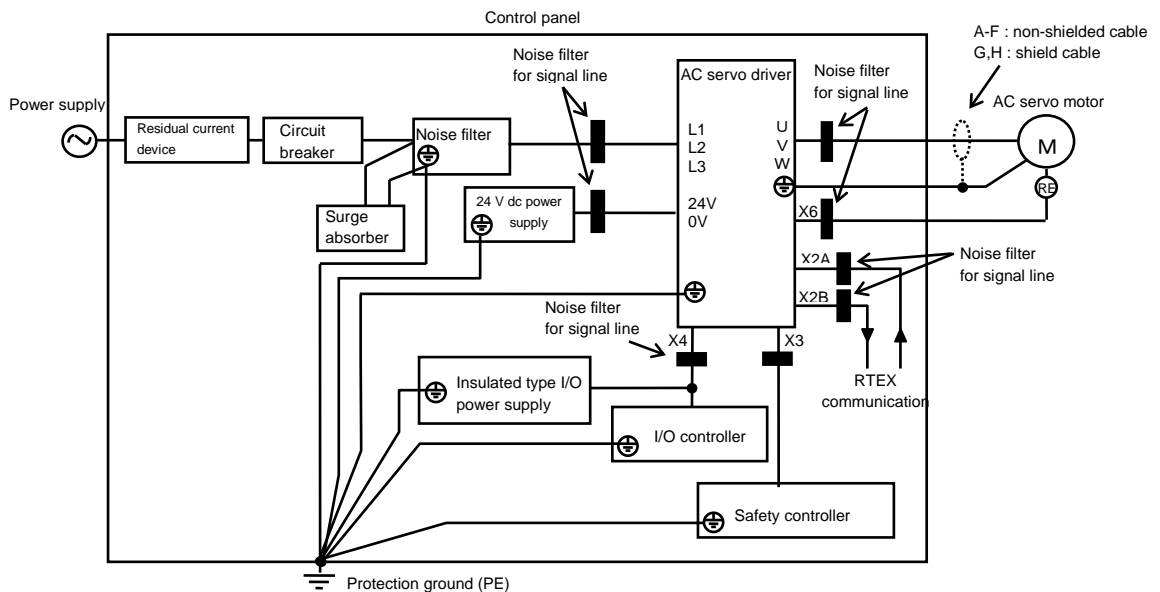 Control panel
A-F : non-shielded cable
G,H : shield cable
Noise filter
for signal line
AC servo driver
Noise filter
for signal line
AC servo motor
Power supply
Residual current
device
Circuit
breaker
Noise filter
L1
L2
L3
U
V
W
M
RE
Surge
absorber
24 V dc power
supply
24V
0V
X6
X2A
X2B
Noise filter
for signal line
Noise filter
for signal line
X4
X3
RTEX
communication
Insulated type I/O
power supply
I/O controller
Safety controller
Protection ground (PE)